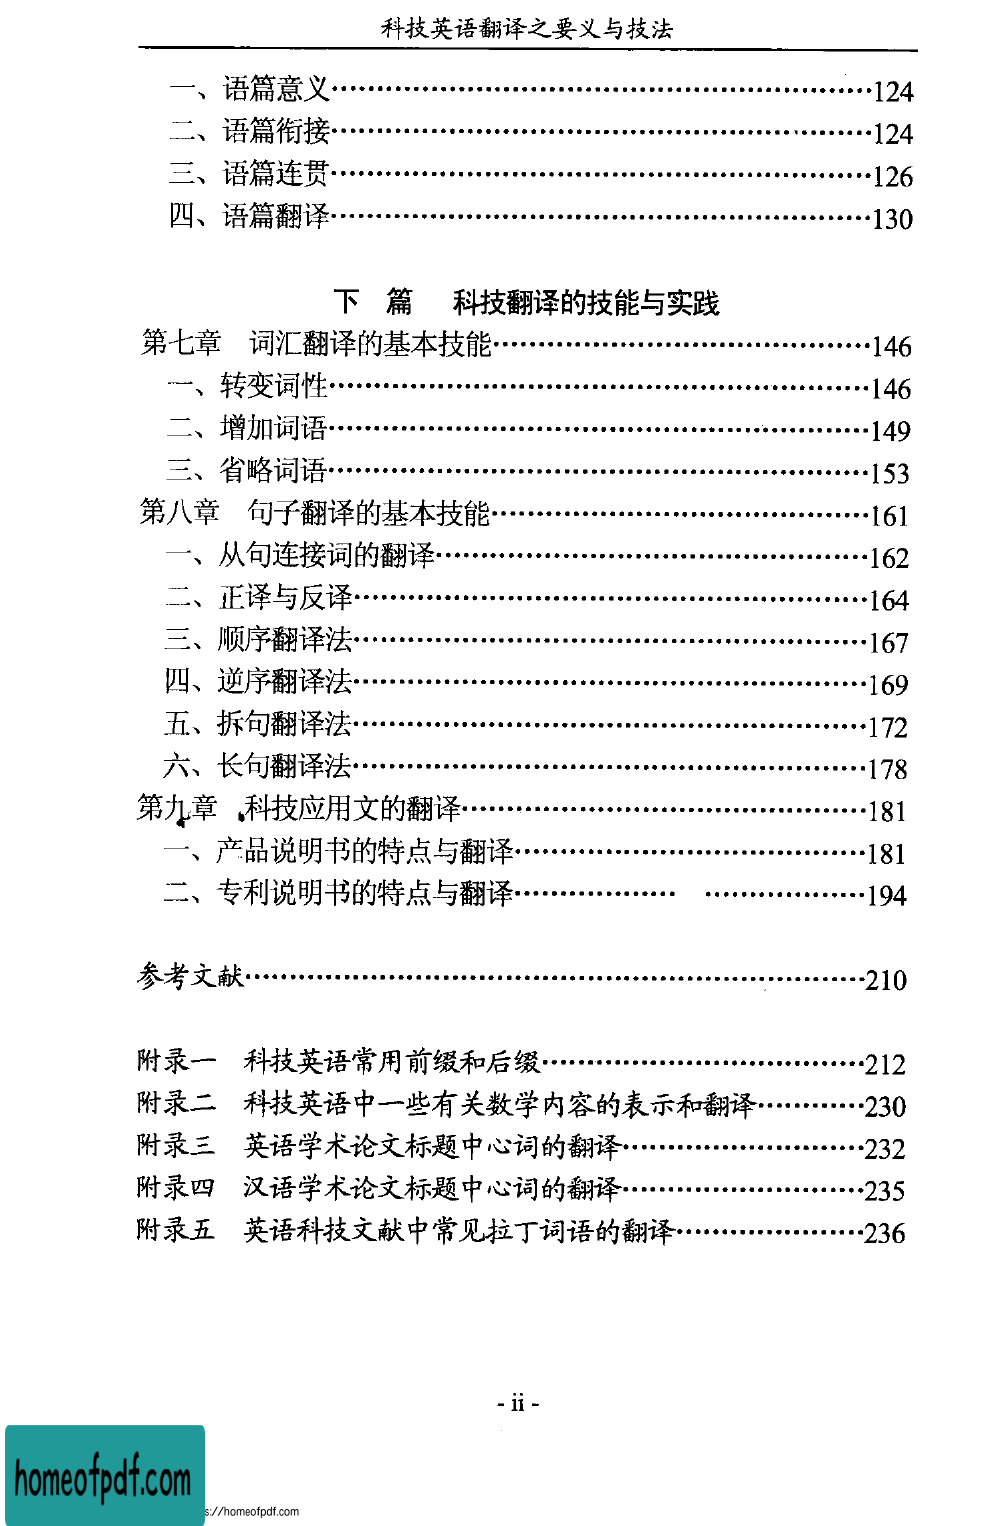 科技英语翻译之要义与技法
一、语篇意义…………………………………………………124
二、语篇衔接…………………………………………………124
三、语篇连贯…………………………………………………126
四、语篇翻译…………………………………………………130
下 篇 科技翻译的技能与实践
第七章 词汇翻译的基本技能…………………………………146
一、转变词性…………………………………………………146
二、增加词语…………………………………………………149
三、省略词语…………………………………………………153
第八章 句子翻译的基本技能…………………………………161
一、从句连接词的翻译………………………………………162
二、正译与反译………………………………………………164
三、顺序翻译法………………………………………………167
四、逆序翻译法………………………………………………169
五、拆句翻译法………………………………………………172
六、长句翻译法………………………………………………178
第九章 科技应用文的翻译……………………………………181
一、产品说明书的特点与翻译………………………………181
二、专利说明书的特点与翻译…………… ……………194
参考文献………………………………………………………210
附录一 科技英语常用前缀和后缀……………………………212
附录二 科技英语中一些有关数学内容的表示和翻译…………230
附录三 英语学术论文标题中心词的翻译……………………232
附录四 汉语学术论文标题中心词的翻译……………………235
附录五 英语科技文献中常见拉丁词语的翻译………………236
- ii -
homeofpdf.com
s://homeofpdf.com